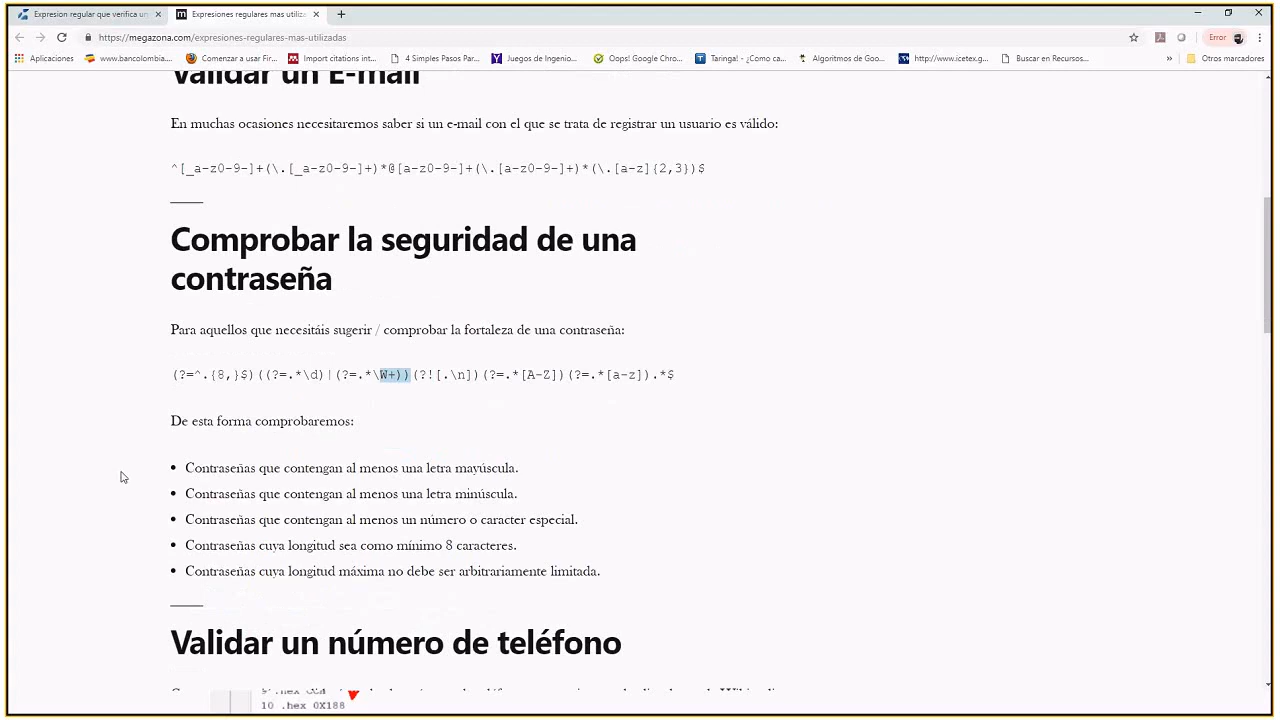 Expresion regular que verifica un
Expresiones regulares mas utiliza
https://megazona.com/expresiones-regulares-mas-utilizadas
Error
Aplicaciones
www.bancolombia....
Comenzar a usar Fir...
Import citations int...
4 Simples Pasos Par...
Juegos de Ingenio...
Oops! Google Chro...
Taringa! - ¿Como ca...
Algoritmos de Goo...
http://www.icetex.g...
Buscar en Recursos...
»
Otros marcadores
Validar un E-mail
En muchas ocasiones necesitaremos saber si un e-mail con el que se trata de registrar un usuario es válido:
^[_a-z0-9-]+(\.[_a-z0-9-]+)*@[a-z0-9-]+(\.[a-z0-9-]+)*(\.[a-z]{2,3})$
Comprobar la seguridad de una
contraseña
Para aquellos que necesitáis sugerir / comprobar la fortaleza de una contraseña:
(?=^.{8,}$)((?=.*\d)|(?=.*\W+))(?![.\n])(?=.*[A-Z])(?=.*[a-z]).*$
De esta forma comprobaremos:
• Contraseñas que contengan al menos una letra mayúscula.
• Contraseñas que contengan al menos una letra minúscula.
• Contraseñas que contengan al menos un número o caracter especial.
• Contraseñas cuya longitud sea como mínimo 8 caracteres.
• Contraseñas cuya longitud máxima no debe ser arbitrariamente limitada.
Validar un número de teléfono
10 .hex 0X188